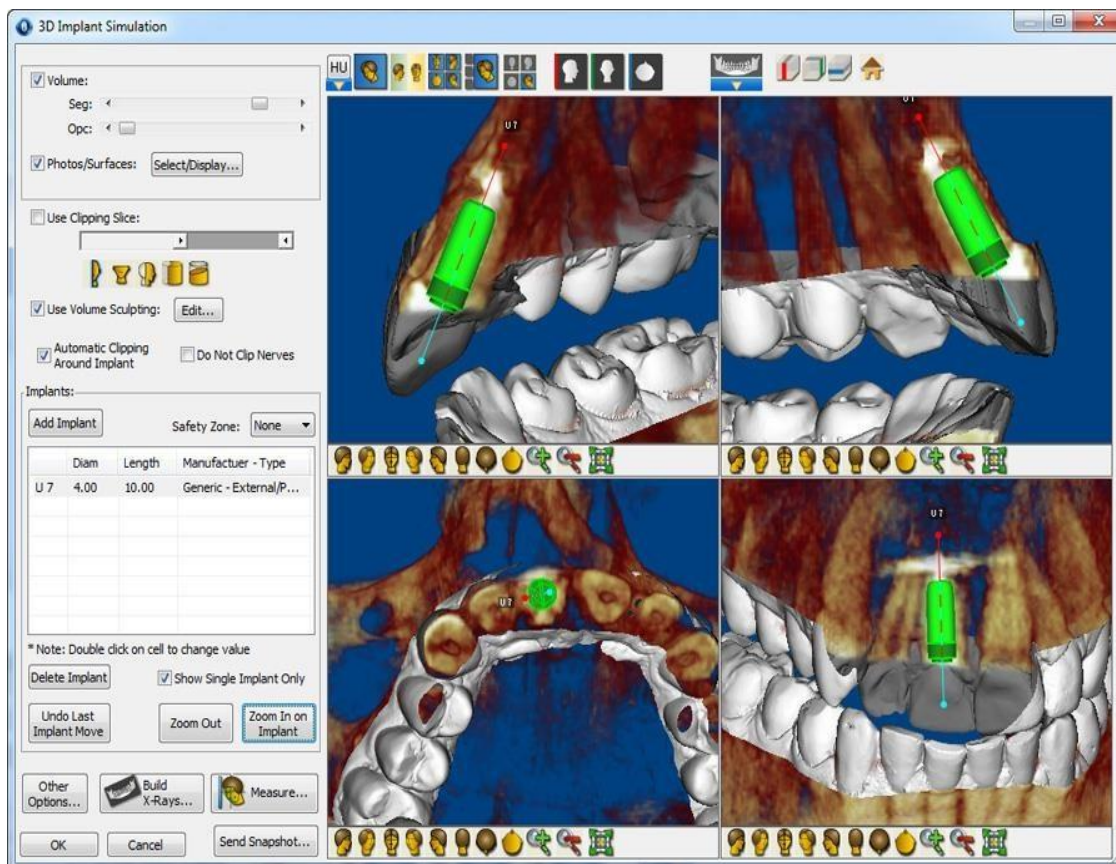 3D Implant Simulation
HU
Volume:
Seg:
Opc:
Photos/Surfaces:
Select/Display...
Use Clipping Slice:
Use Volume Sculpting:
Edit...
Automatic Clipping
Around Implant
Do Not Clip Nerves
Implants:
Add Implant
Safety Zone:
None
Diam Length Manufactuer - Type
U 7 4.00 10.00 Generic - External/P...
* Note: Double click on cell to change value
Delete Implant
Show Single Implant Only
Undo Last
Implant Move
Zoom Out
Zoom In on
Implant
Other
Options...
Build
X-Rays...
Measure...
OK
Cancel
Send Snapshot...
U 7
U 7
U 7
U 7